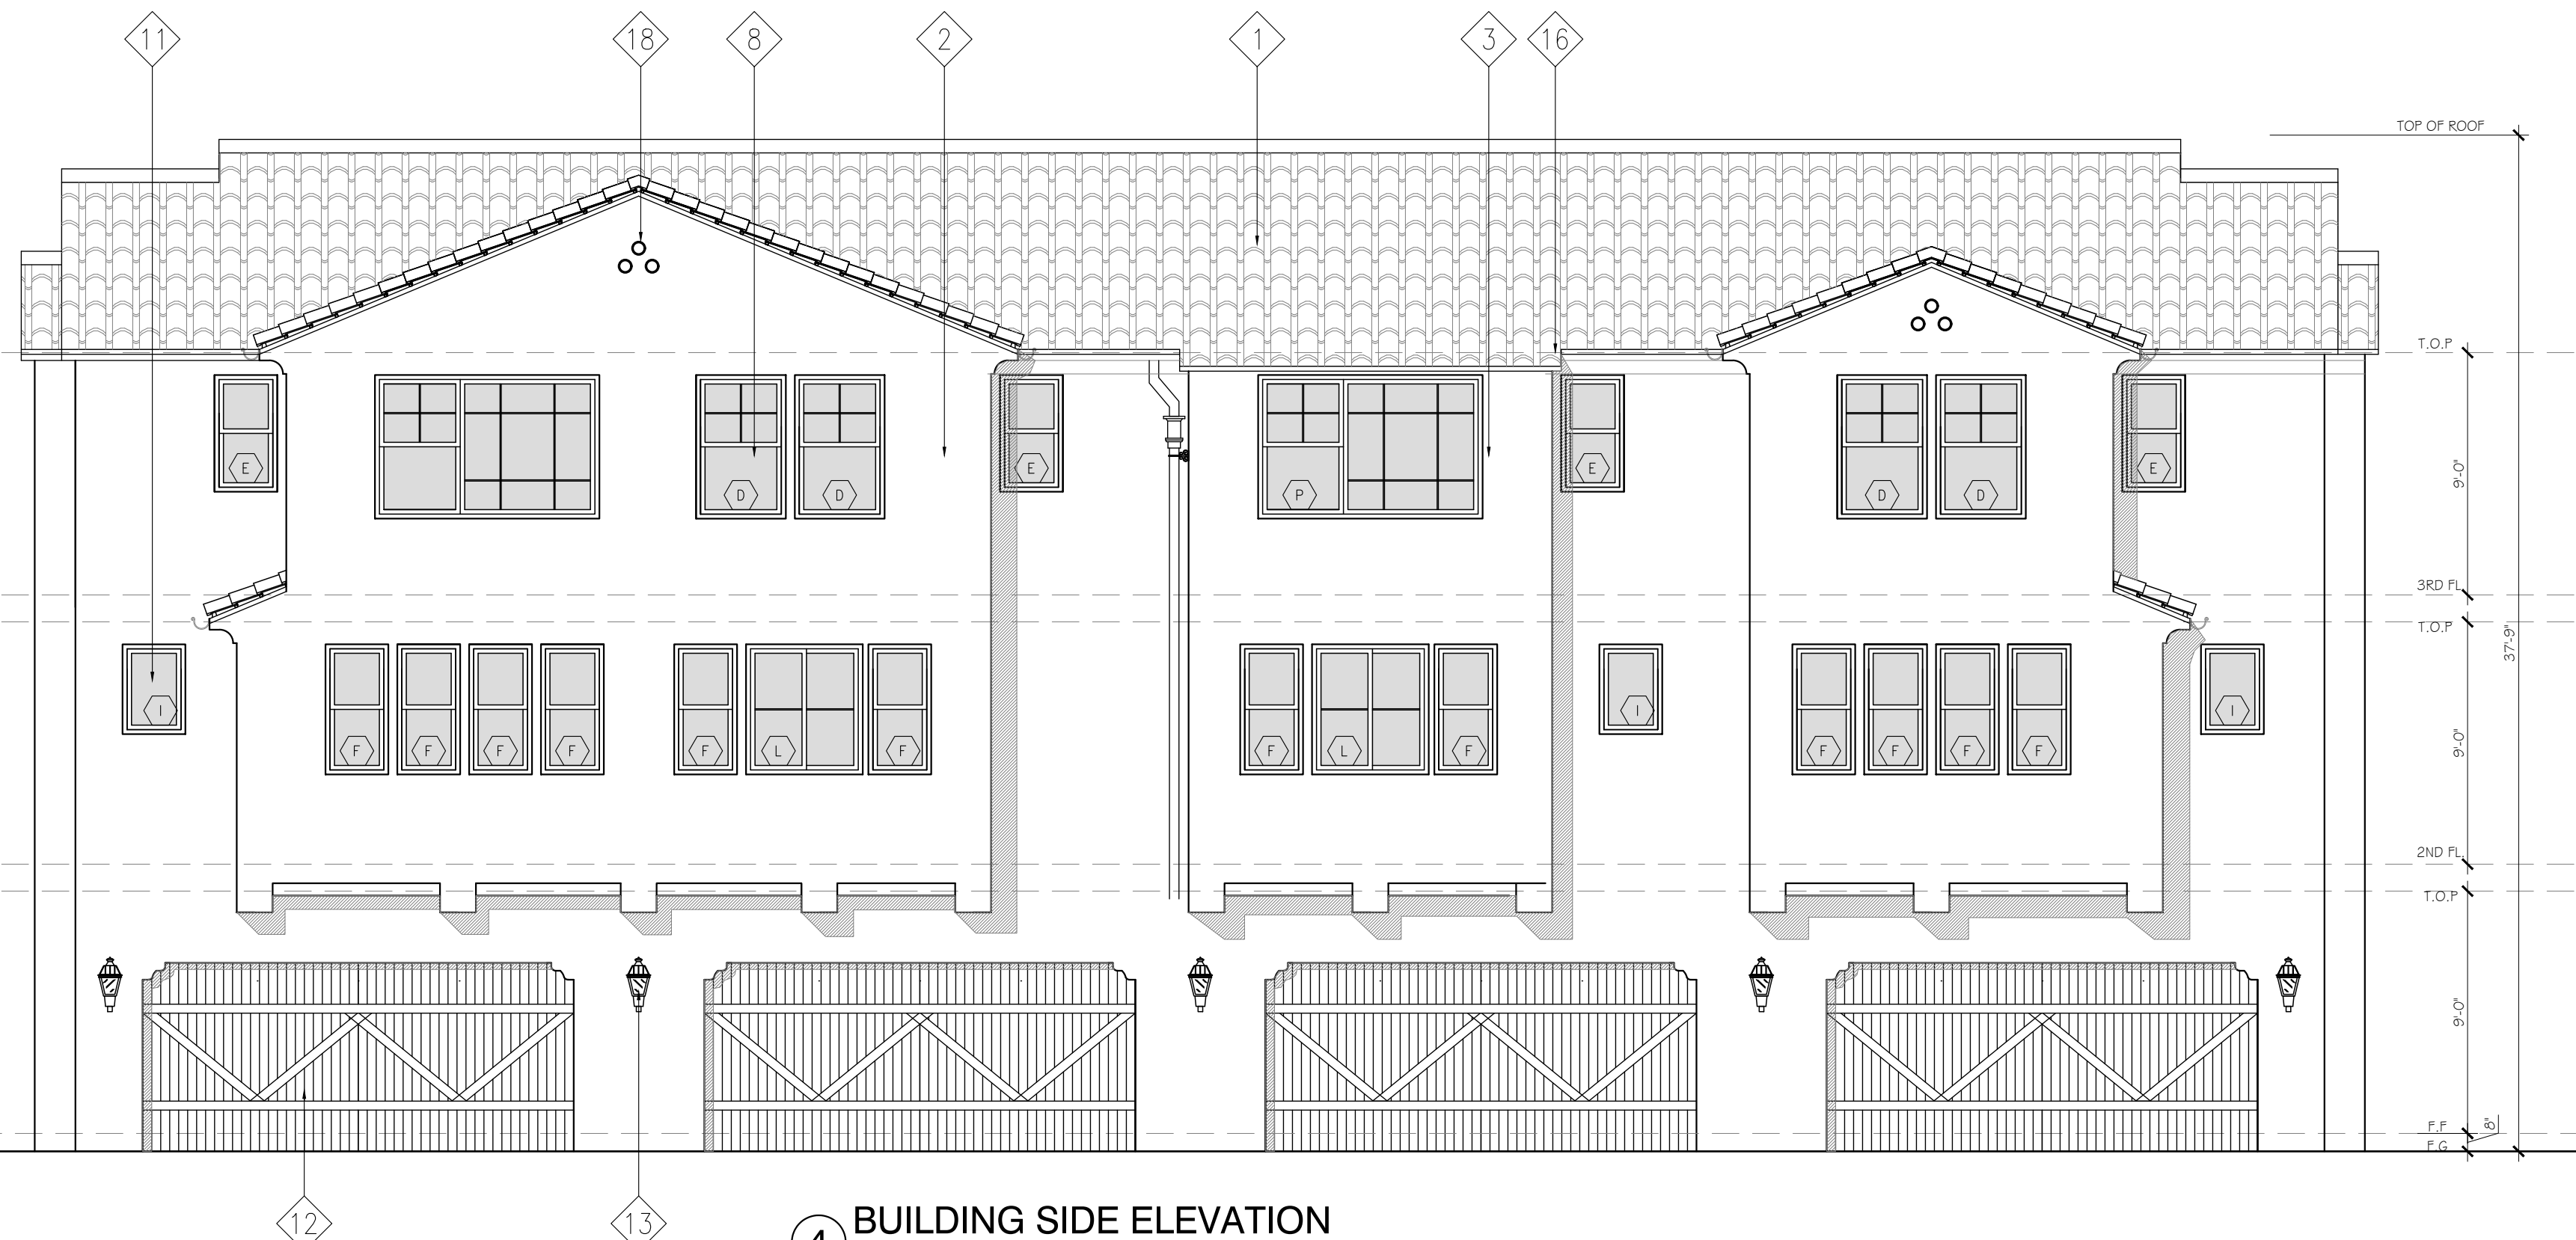 11 18 8 2 1 3 16
TOP OF ROOF
T.O.P
E E E E
D D P D D
9'-0"
3RD FL.
T.O.P
37'-9"
I I I
F F F F F L F F L F F F F F
9'-0"
2ND FL.
T.O.P
9'-0"
F.F
8"
F.G
12 13
4 BUILDING SIDE ELEVATION